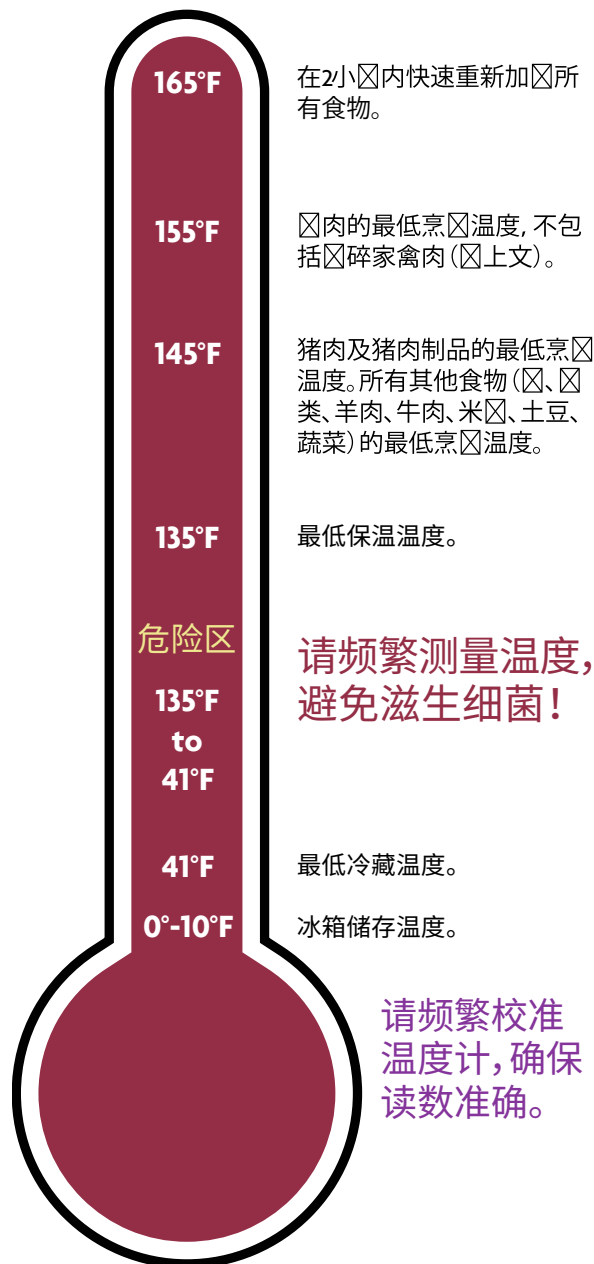 165°F
在2小☒内快速重新加☒所
有食物。
155°F
☒肉的最低烹☒温度, 不包
括☒碎家禽肉（☒上文）。
145°F
猪肉及猪肉制品的最低烹☒
温度。所有其他食物（☒、☒
类、羊肉、牛肉、米☒、土豆、
蔬菜）的最低烹☒温度。
135°F
最低保温温度。
危险区
135°F
to
41°F
请频繁测量温度，
避免滋生细菌！
41°F
最低冷藏温度。
0°-10°F
冰箱储存温度。
请频繁校准
温度计，确保
读数准确。